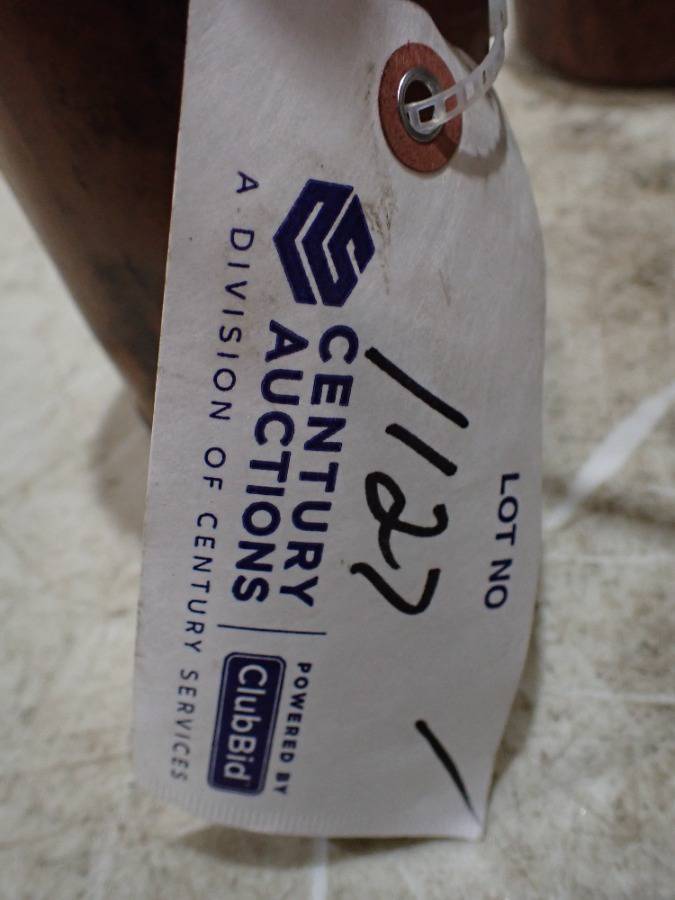 LOT NO
1127
CENTURY
AUCTIONS
POWERED BY
ClubBid
A DIVISION OF CENTURY SERVICES